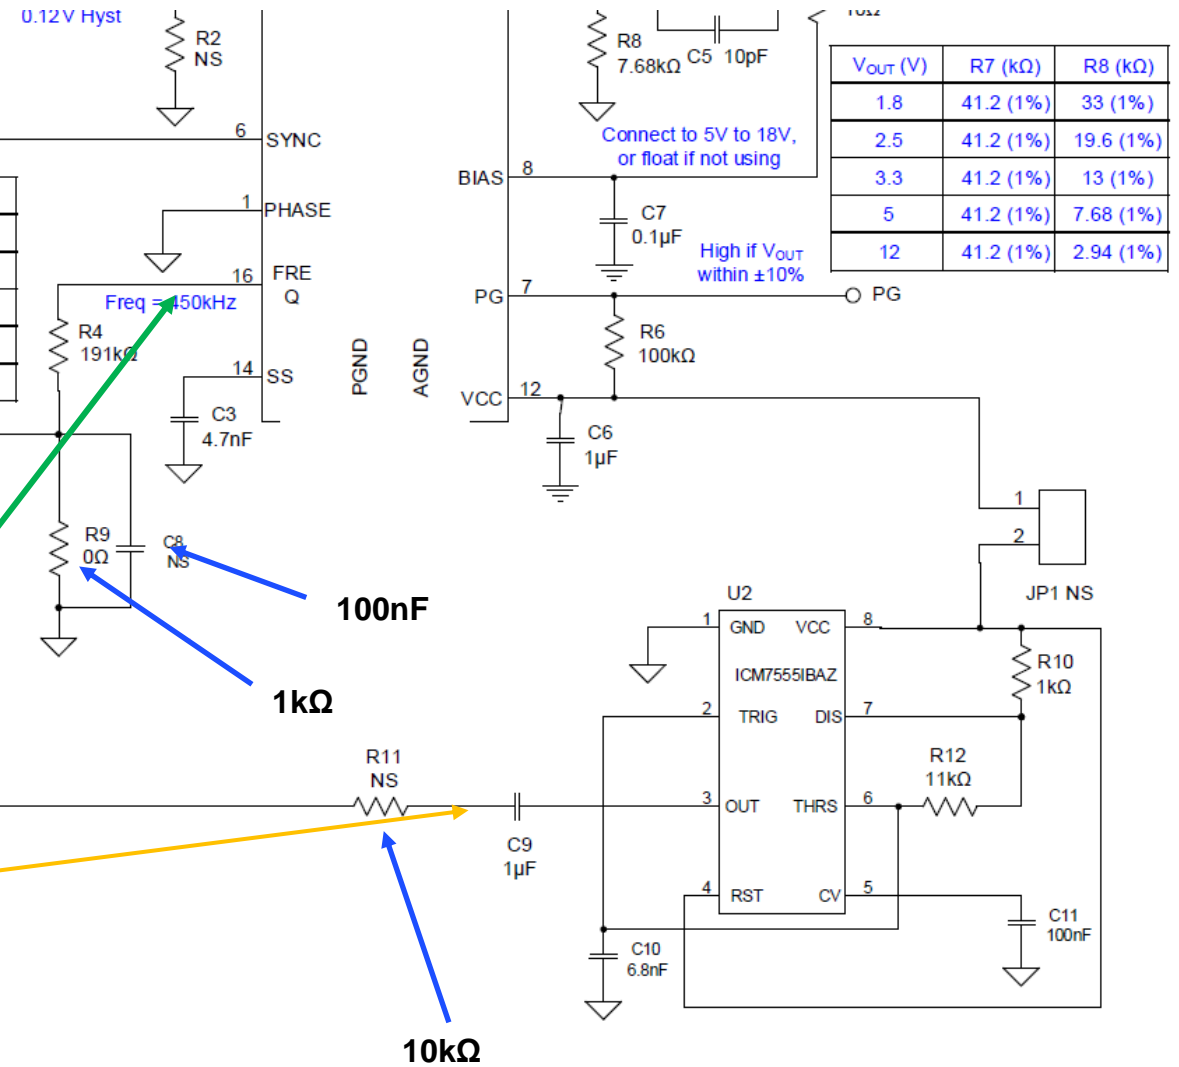 0.12V Hyst
R2
NS
6
SYNC
1
PHASE
16
FRE
Q
Freq = 450kHz
R4
191kΩ
14
SS
C3
4.7nF
PGND
AGND
R8
7.68kΩ
C5 10pF
10Ω
Connect to 5V to 18V,
or float if not using
BIAS
8
C7
0.1µF
High if VOUT
within ±10%
PG
7
PG
R6
100kΩ
VCC
12
C6
1µF
VOUT (V) R7 (kΩ) R8 (kΩ)
1.8 41.2 (1%) 33 (1%)
2.5 41.2 (1%) 19.6 (1%)
3.3 41.2 (1%) 13 (1%)
5 41.2 (1%) 7.68 (1%)
12 41.2 (1%) 2.94 (1%)
R9
0Ω
C8
NS
100nF
1kΩ
1
2
JP1 NS
U2
1
GND
VCC
8
ICM7555IBAZ
R10
1kΩ
2
TRIG
DIS
7
R11
NS
R12
11kΩ
3
OUT
THRS
6
C9
1µF
4
RST
CV
5
C11
100nF
C10
6.8nF
10kΩ